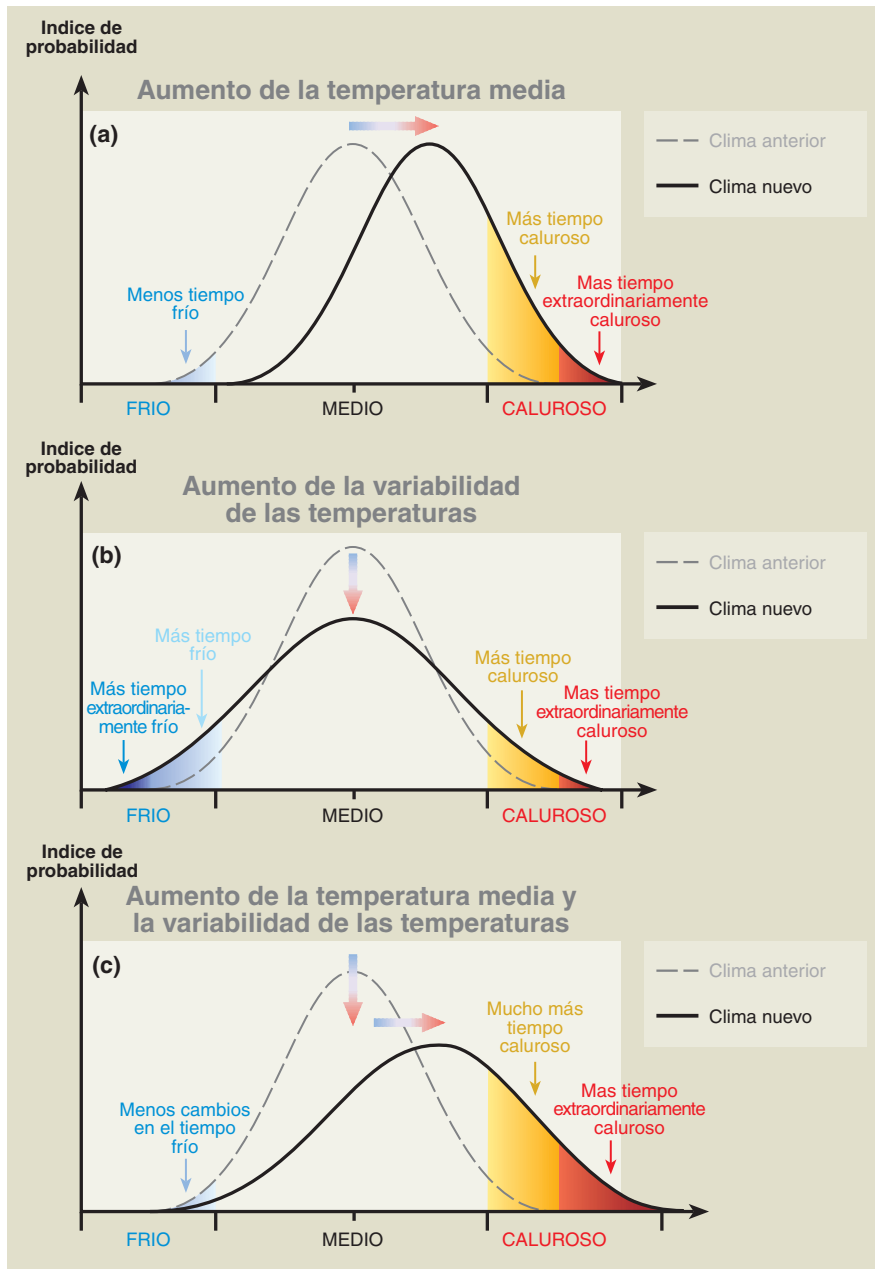 Indice de
probabilidad
Aumento de la temperatura media
(a)
Clima anterior
Clima nuevo
Más tiempo
caluroso
Menos tiempo
frío
Mas tiempo
extraordinariamente
caluroso
FRIO
MEDIO
CALUROSO
Indice de
probabilidad
Aumento de la variabilidad
de las temperaturas
(b)
Clima anterior
Clima nuevo
Más tiempo
frío
Más tiempo
extraordinaria-
mente frío
Más tiempo
caluroso
Mas tiempo
extraordinariamente
caluroso
FRIO
MEDIO
CALUROSO
Indice de
probabilidad
Aumento de la temperatura media y
la variabilidad de las temperaturas
(c)
Clima anterior
Clima nuevo
Mucho más
tiempo
caluroso
Menos cambios
en el tiempo
frío
Mas tiempo
extraordinariamente
caluroso
FRIO
MEDIO
CALUROSO